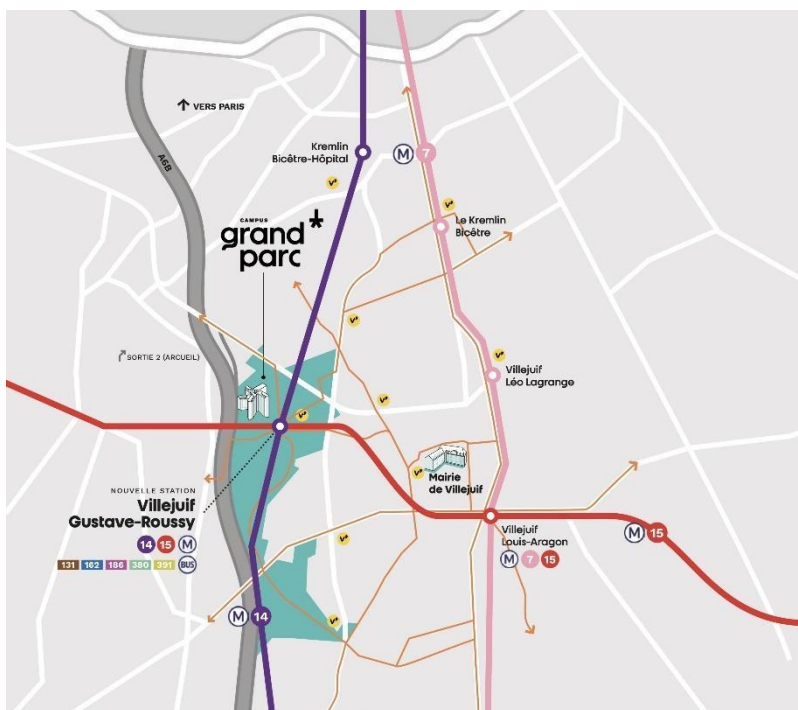 VERS PARIS
A6B
Kremlin
Bicêtre-Hôpital
M 7
CAMPUS
grand
parc
Le Kremlin
Bicêtre
SORTIE 2 (ARCUEIL)
Villejuif
Léo Lagrange
Mairie
de Villejuif
NOUVELLE STATION
Villejuif
Gustave-Roussy
14 15 M
131 162 186 380 391 BUS
Villejuif
Louis-Aragon
M 7 15
M 15
M 14